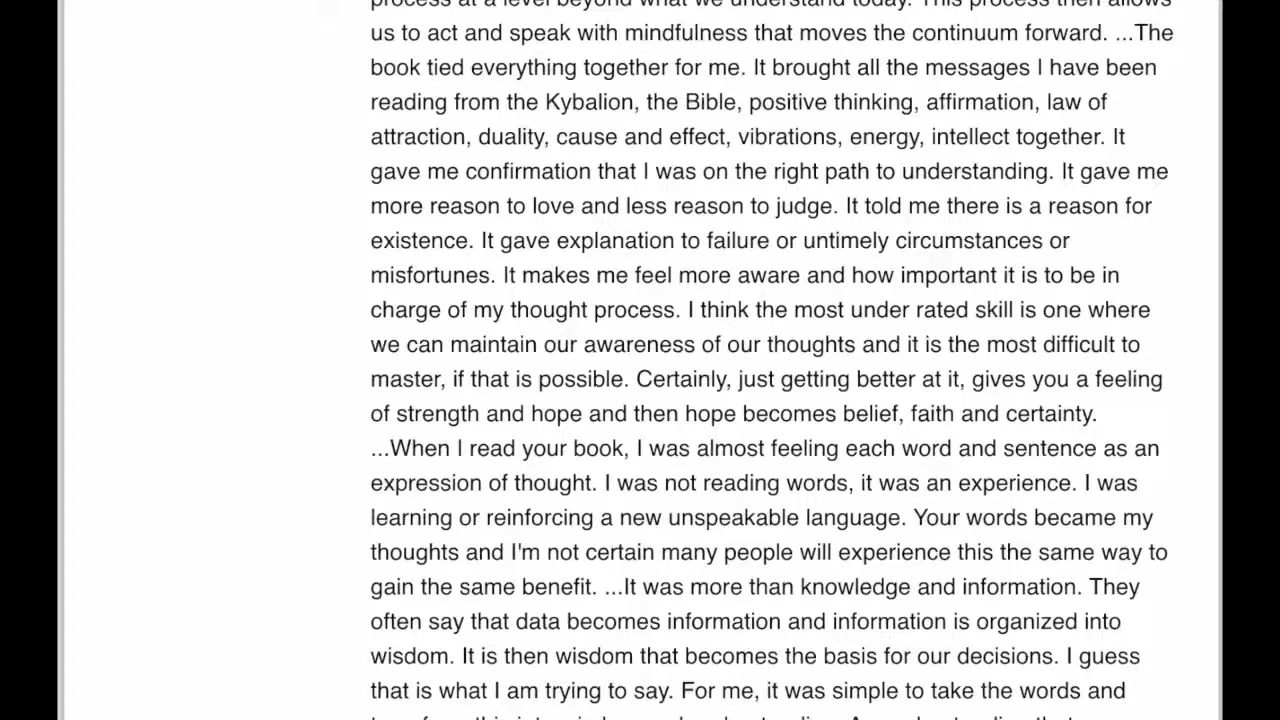 process at a level beyond what we understand today. This process then allows
us to act and speak with mindfulness that moves the continuum forward. ...The
book tied everything together for me. It brought all the messages I have been
reading from the Kybalion, the Bible, positive thinking, affirmation, law of
attraction, duality, cause and effect, vibrations, energy, intellect together. It
gave me confirmation that I was on the right path to understanding. It gave me
more reason to love and less reason to judge. It told me there is a reason for
existence. It gave explanation to failure or untimely circumstances or
misfortunes. It makes me feel more aware and how important it is to be in
charge of my thought process. I think the most under rated skill is one where
we can maintain our awareness of our thoughts and it is the most difficult to
master, if that is possible. Certainly, just getting better at it, gives you a feeling
of strength and hope and then hope becomes belief, faith and certainty.
...When I read your book, I was almost feeling each word and sentence as an
expression of thought. I was not reading words, it was an experience. I was
learning or reinforcing a new unspeakable language. Your words became my
thoughts and I'm not certain many people will experience this the same way to
gain the same benefit. ...It was more than knowledge and information. They
often say that data becomes information and information is organized into
wisdom. It is then wisdom that becomes the basis for our decisions. I guess
that is what I am trying to say. For me, it was simple to take the words and